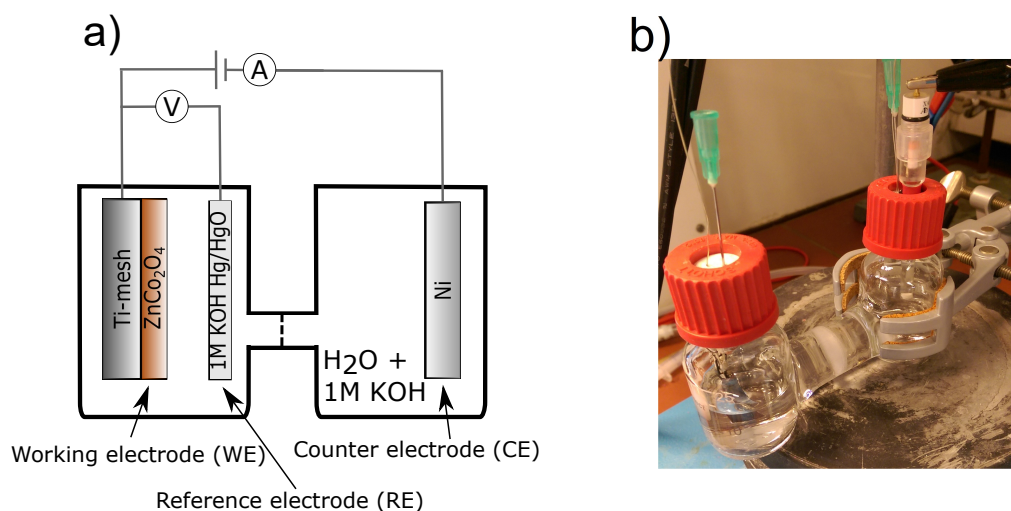 a)
b)
A
V
Ti-mesh
ZnCo₂O₄
1M KOH Hg/HgO
Ni
H₂O +
1M KOH
Working electrode (WE)
Counter electrode (CE)
Reference electrode (RE)